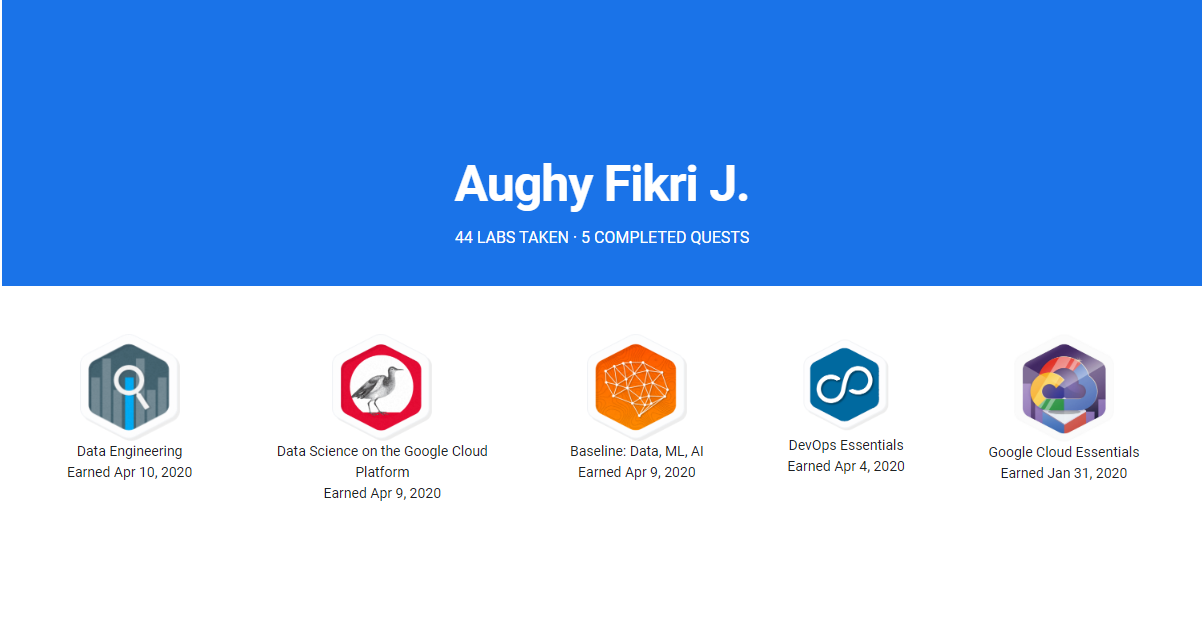 Aughy Fikri J.
44 LABS TAKEN · 5 COMPLETED QUESTS
Data Engineering
Earned Apr 10, 2020
Data Science on the Google Cloud
Platform
Earned Apr 9, 2020
Baseline: Data, ML, AI
Earned Apr 9, 2020
DevOps Essentials
Earned Apr 4, 2020
Google Cloud Essentials
Earned Jan 31, 2020